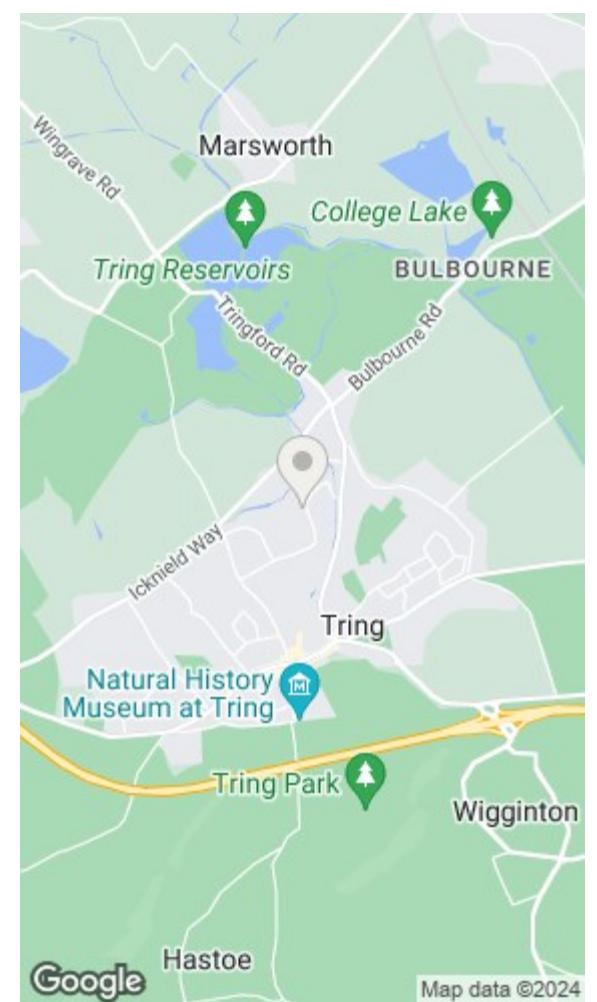 Marsworth
Wingrave Rd
College Lake
Tring Reservoirs
BULBOURNE
Tringford Rd
Bulbourne Rd
Icknield Way
Tring
Natural History
Museum at Tring
M
Tring Park
Wigginton
Hastoe
Google
Map data ©2024